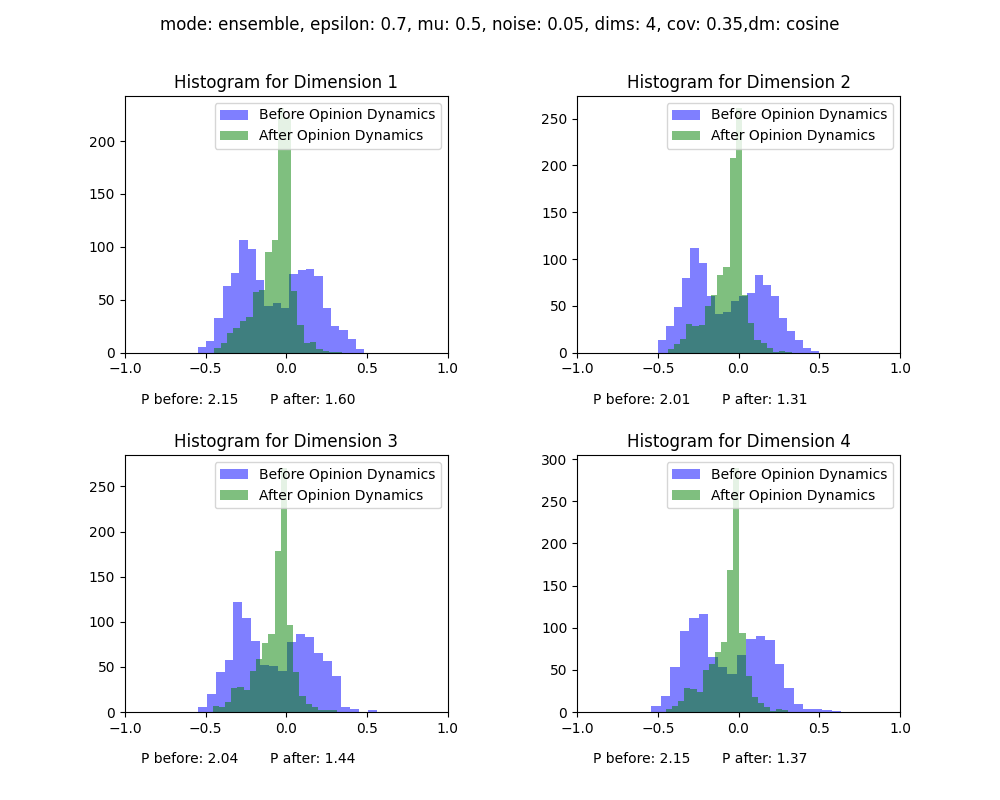 mode: ensemble, epsilon: 0.7, mu: 0.5, noise: 0.05, dims: 4, cov: 0.35,dm: cosine
Histogram for Dimension 1
Before Opinion Dynamics
After Opinion Dynamics
200
150
100
50
0
−1.0 −0.5 0.0 0.5 1.0
P before: 2.15 P after: 1.60
Histogram for Dimension 2
Before Opinion Dynamics
After Opinion Dynamics
250
200
150
100
50
0
−1.0 −0.5 0.0 0.5 1.0
P before: 2.01 P after: 1.31
Histogram for Dimension 3
Before Opinion Dynamics
After Opinion Dynamics
250
200
150
100
50
0
−1.0 −0.5 0.0 0.5 1.0
P before: 2.04 P after: 1.44
Histogram for Dimension 4
Before Opinion Dynamics
After Opinion Dynamics
300
250
200
150
100
50
0
−1.0 −0.5 0.0 0.5 1.0
P before: 2.15 P after: 1.37